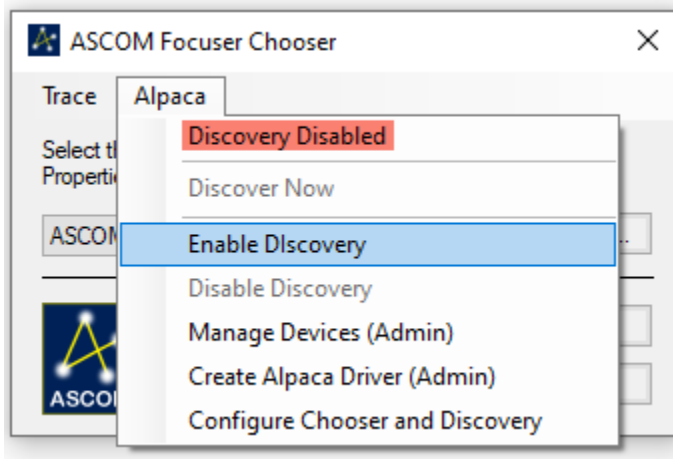 ASCOM Focuser Chooser
Trace Alpaca
Discovery Disabled
Select t
Properti
Discover Now
ASCOM
Enable DIscovery
..
Disable Discovery
Manage Devices (Admin)
Create Alpaca Driver (Admin)
ASCO
Configure Chooser and Discovery